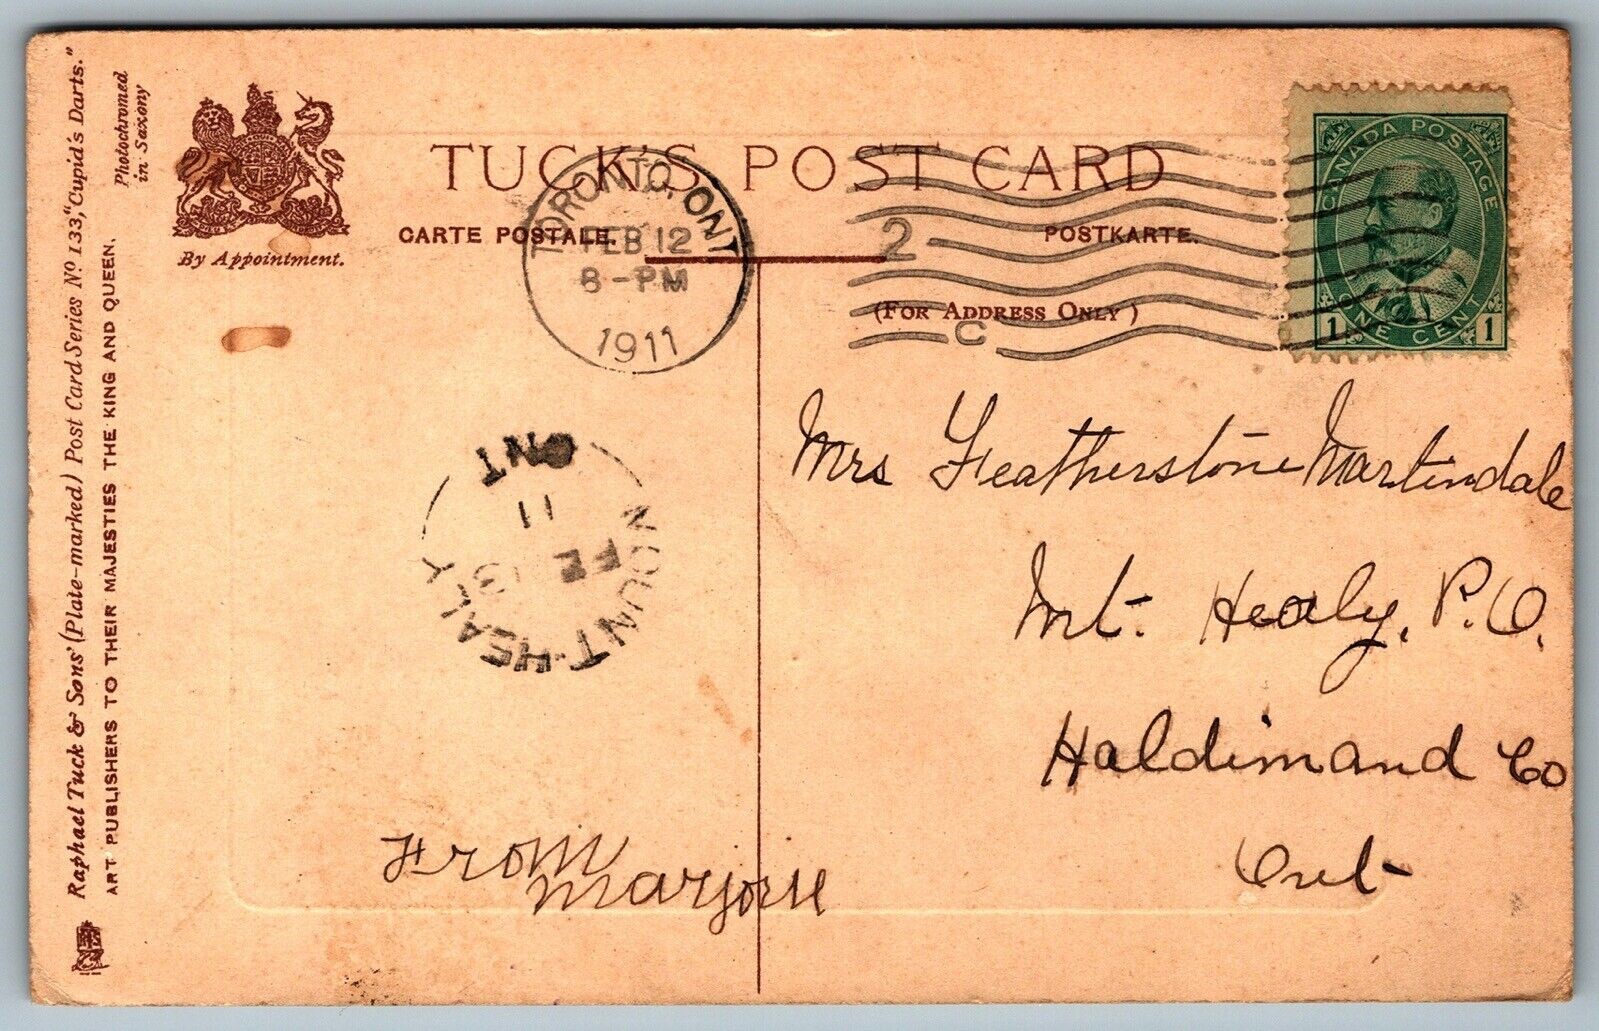 TUCK'S POST CARD
CARTE POSTALE.
POSTKARTE.
(FOR ADDRESS ONLY)
By Appointment.
Raphael Tuck & Sons' (Plate-marked) Post Card Series No 133, "Cupid's Darts."
ART PUBLISHERS TO THEIR MAJESTIES THE KING AND QUEEN.
Photochromed
in Saxony
TORONTO, ONT
FEB 12
8-PM
1911
2
C
CANADA POSTAGE
1 ONE CENT 1
MOUNT-HEALY
ONT
FE 13
11
Mrs Featherstone Martindale
Mt. Healy, P.O.
Haldimand Co
Ont-
From
Marjorie